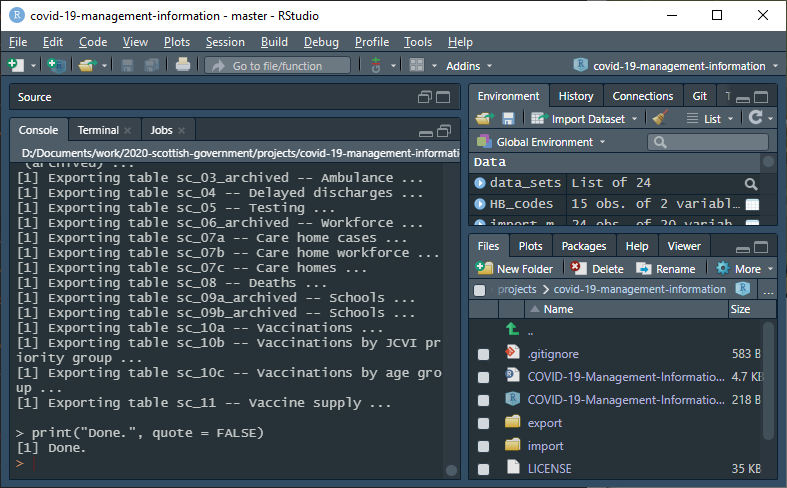 covid-19-management-information - master - RStudio
File Edit Code View Plots Session Build Debug Profile Tools Help
Go to file/function Addins covid-19-management-information
Source
Console Terminal Jobs
D:/Documents/work/2020-scottish-government/projects/covid-19-management-informati
(archived) ...
[1] Exporting table sc_03_archived -- Ambulance ...
[1] Exporting table sc_04 -- Delayed discharges ...
[1] Exporting table sc_05 -- Testing ...
[1] Exporting table sc_06_archived -- Workforce ...
[1] Exporting table sc_07a -- Care home cases ...
[1] Exporting table sc_07b -- Care home workforce ...
[1] Exporting table sc_07c -- Care homes ...
[1] Exporting table sc_08 -- Deaths ...
[1] Exporting table sc_09a_archived -- Schools ...
[1] Exporting table sc_09b_archived -- Schools ...
[1] Exporting table sc_10a -- Vaccinations ...
[1] Exporting table sc_10b -- Vaccinations by JCVI pr
iority group ...
[1] Exporting table sc_10c -- Vaccinations by age gro
up ...
[1] Exporting table sc_11 -- Vaccine supply ...
> print("Done.", quote = FALSE)
[1] Done.
>
Environment History Connections Git
Import Dataset List
Global Environment
Data
data_sets List of 24
HB_codes 15 obs. of 2 variabl…
import_m… 24 obs. of 20 variab…
Files Plots Packages Help Viewer
New Folder Delete Rename More
projects covid-19-management-information ...
Name Size
..
.gitignore 583 B
COVID-19-Management-Informatio... 4.7 KB
COVID-19-Management-Informatio... 218 B
export
import
LICENSE 35 KB